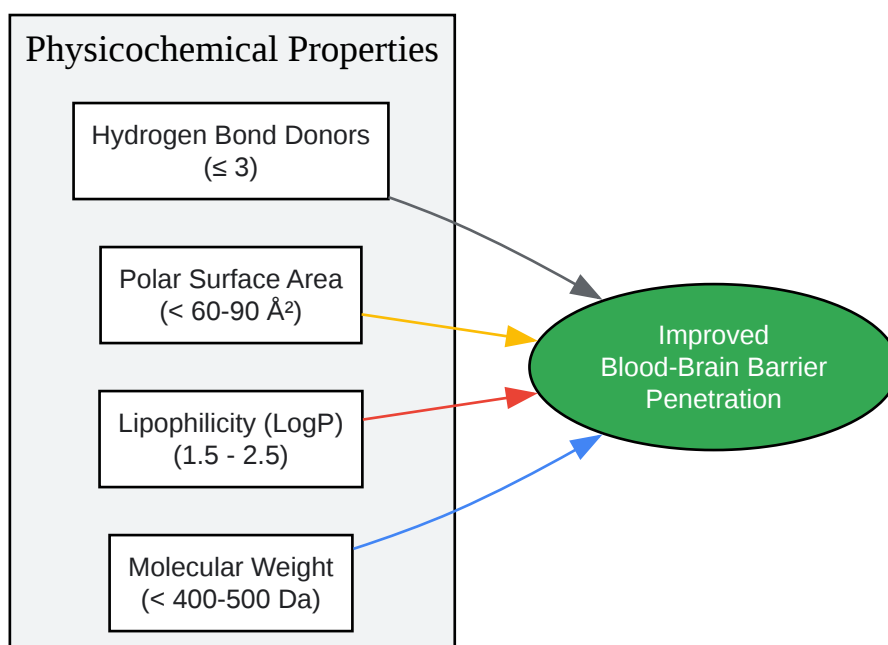 Physicochemical Properties
Hydrogen Bond Donors
(≤ 3)
Polar Surface Area
(< 60-90 Å²)
Lipophilicity (LogP)
(1.5 - 2.5)
Molecular Weight
(< 400-500 Da)
Improved
Blood-Brain Barrier
Penetration